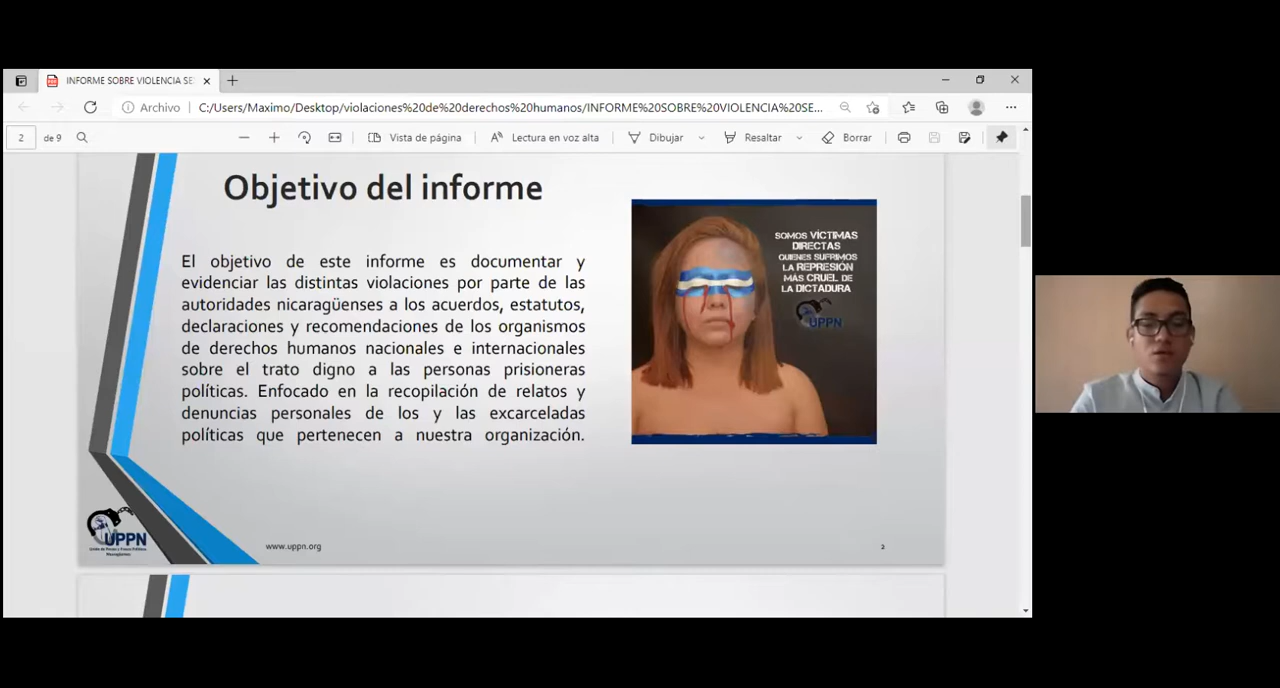 INFORME SOBRE VIOLENCIA SE
Archivo
C:/Users/Maximo/Desktop/violaciones%20de%20derechos%20humanos/INFORME%20SOBRE%20VIOLENCIA%20SE...
2 de 9
Vista de página
Lectura en voz alta
Dibujar
Resaltar
Borrar
Objetivo del informe
El objetivo de este informe es documentar y
evidenciar las distintas violaciones por parte de las
autoridades nicaragüenses a los acuerdos, estatutos,
declaraciones y recomendaciones de los organismos
de derechos humanos nacionales e internacionales
sobre el trato digno a las personas prisioneras
políticas. Enfocado en la recopilación de relatos y
denuncias personales de los y las excarceladas
políticas que pertenecen a nuestra organización.
SOMOS VÍCTIMAS
DIRECTAS
QUIENES SUFRIMOS
LA REPRESIÓN
MÁS CRUEL DE
LA DICTADURA
UPPN
UPPN
www.uppn.org
2